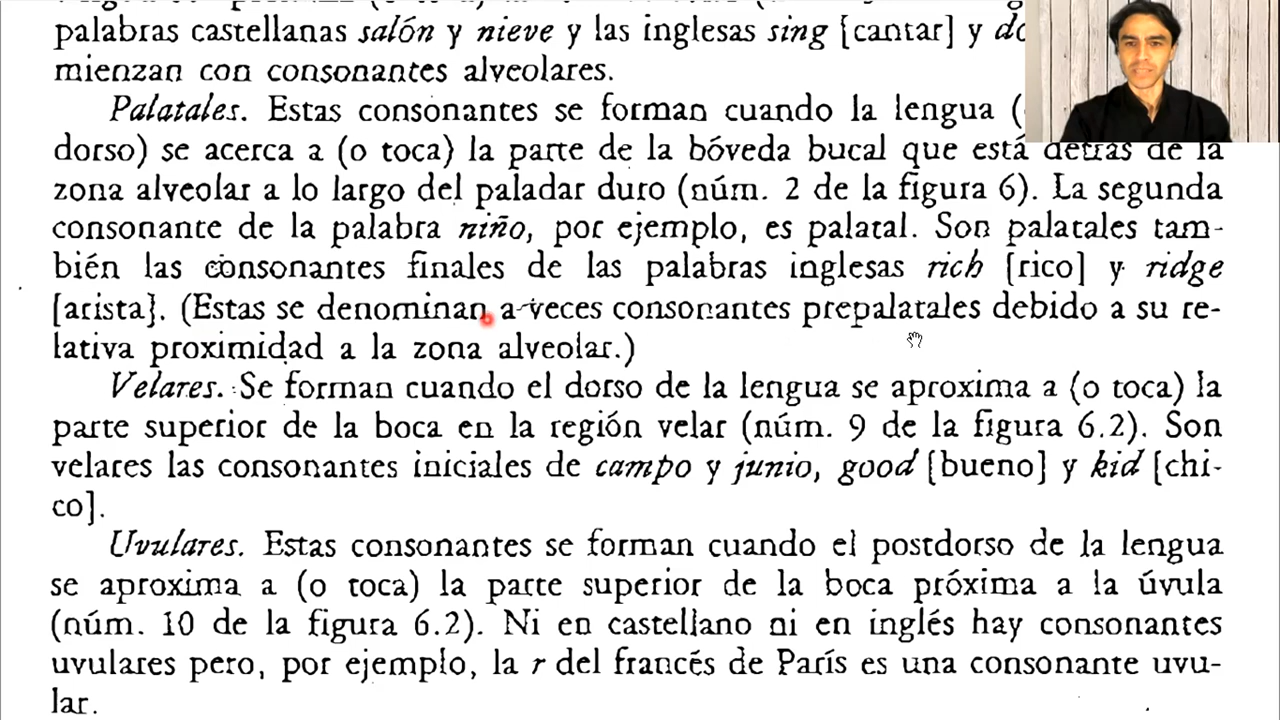 palabras castellanas salón y nieve y las inglesas sing [cantar] y
mienzan con consonantes alveolares.
Palatales. Estas consonantes se forman cuando la lengua (
dorso) se acerca a (o toca) la parte de la bóveda bucal que está detrás de la
zona alveolar a lo largo del paladar duro (núm. 2 de la figura 6). La segunda
consonante de la palabra niño, por ejemplo, es palatal. Son palatales tam-
bién las consonantes finales de las palabras inglesas rich [rico] y ridge
[arista]. (Estas se denominan a veces consonantes prepalatales debido a su re-
lativa proximidad a la zona alveolar.)
Velares. Se forman cuando el dorso de la lengua se aproxima a (o toca) la
parte superior de la boca en la región velar (núm. 9 de la figura 6.2). Son
velares las consonantes iniciales de campo y junio, good [bueno] y kid [chi-
co].
Uvulares. Estas consonantes se forman cuando el postdorso de la lengua
se aproxima a (o toca) la parte superior de la boca próxima a la úvula
(núm. 10 de la figura 6.2). Ni en castellano ni en inglés hay consonantes
uvulares pero, por ejemplo, la r del francés de París es una consonante uvu-
lar.